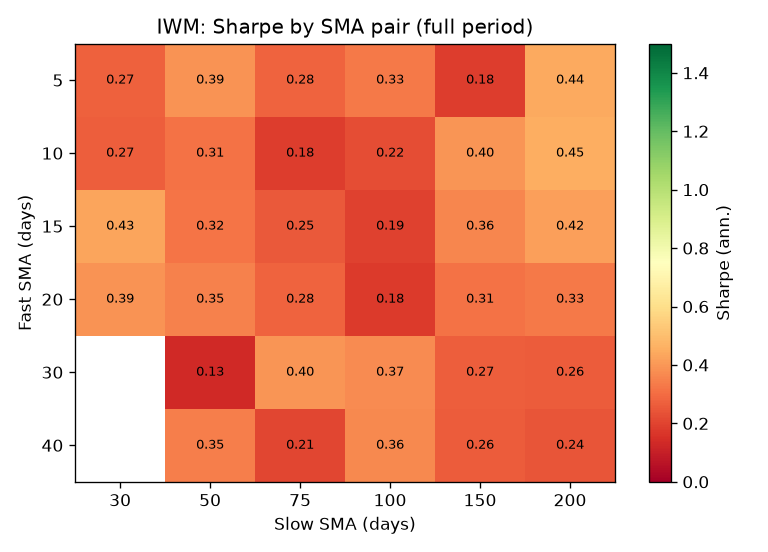 IWM: Sharpe by SMA pair (full period)
5 0.27 0.39 0.28 0.33 0.18 0.44
10 0.27 0.31 0.18 0.22 0.40 0.45
15 0.43 0.32 0.25 0.19 0.36 0.42
20 0.39 0.35 0.28 0.18 0.31 0.33
30 0.13 0.40 0.37 0.27 0.26
40 0.35 0.21 0.36 0.26 0.24
30 50 75 100 150 200
Slow SMA (days)
Fast SMA (days)
1.4
1.2
1.0
0.8
0.6
0.4
0.2
0.0
Sharpe (ann.)